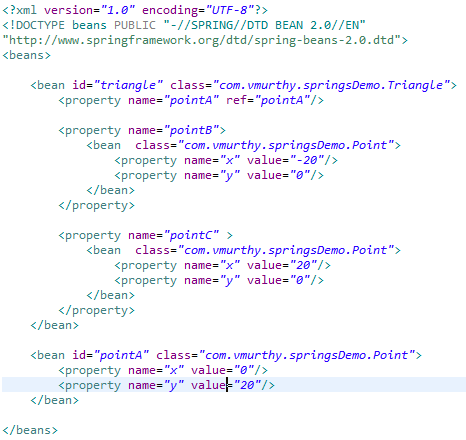 <?xml version="1.0" encoding="UTF-8"?>
<!DOCTYPE beans PUBLIC "-//SPRING//DTD BEAN 2.0//EN"
"http://www.springframework.org/dtd/spring-beans-2.0.dtd">
<beans>
<bean id="triangle" class="com.vmurthy.springsDemo.Triangle">
<property name="pointA" ref="pointA"/>
<property name="pointB">
<bean  class="com.vmurthy.springsDemo.Point">
<property name="x" value="-20"/>
<property name="y" value="0"/>
</bean>
</property>
<property name="pointC" >
<bean  class="com.vmurthy.springsDemo.Point">
<property name="x" value="20"/>
<property name="y" value="0"/>
</bean>
</property>
</bean>
<bean id="pointA" class="com.vmurthy.springsDemo.Point">
<property name="x" value="0"/>
<property name="y" value="20"/>
</bean>
</beans>